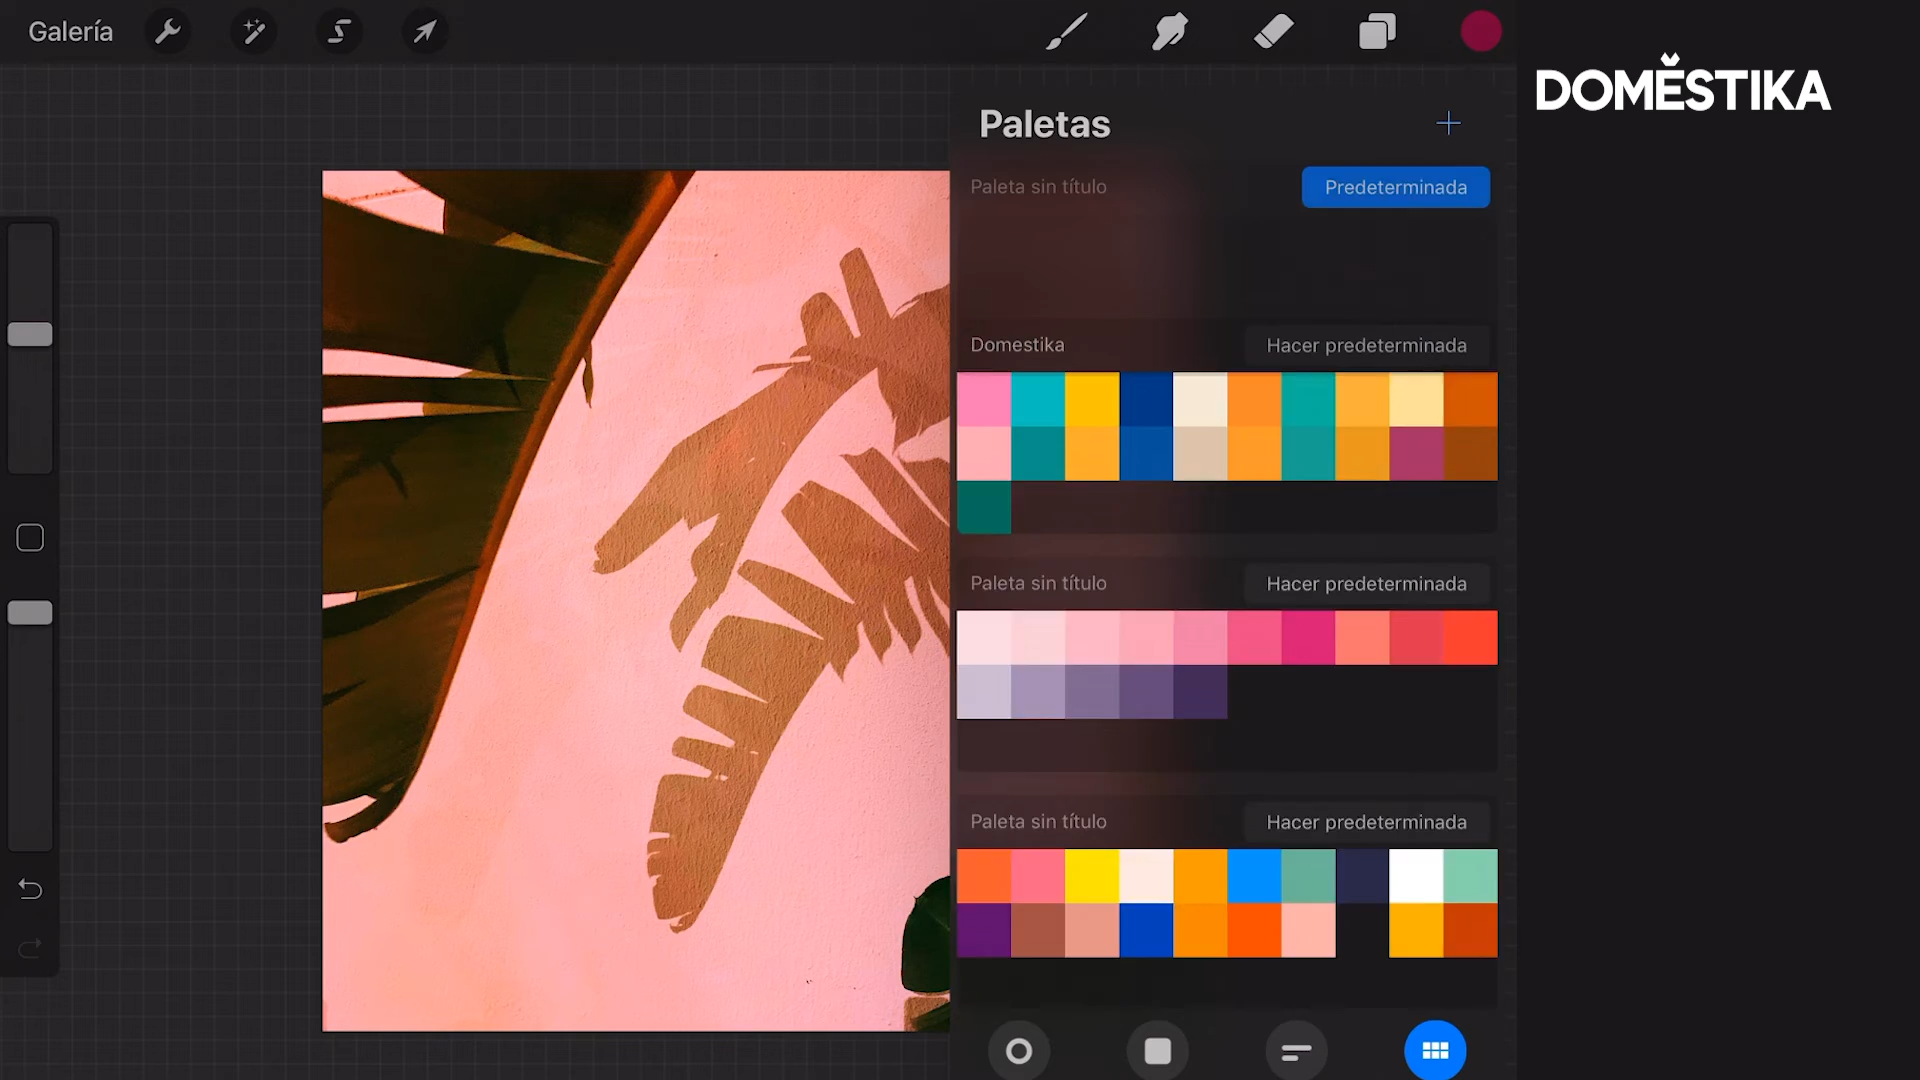 Galería
DOMESTIKA
Paletas
Paleta sin título
Predeterminada
Domestika
Hacer predeterminada
Paleta sin título
Hacer predeterminada
Paleta sin título
Hacer predeterminada